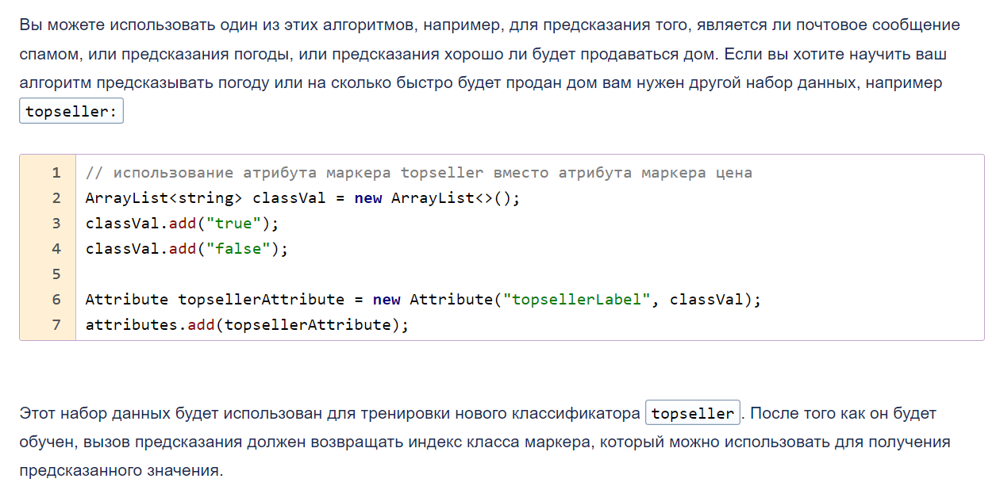 Вы можете использовать один из этих алгоритмов, например, для предсказания того, является ли почтовое сообщение
спамом, или предсказания погоды, или предсказания хорошо ли будет продаваться дом. Если вы хотите научить ваш
алгоритм предсказывать погоду или на сколько быстро будет продан дом вам нужен другой набор данных, например
topseller:
1 // использование атрибута маркера topseller вместо атрибута маркера цена
2 ArrayList<string> classVal = new ArrayList<>();
3 classVal.add("true");
4 classVal.add("false");
5
6 Attribute topsellerAttribute = new Attribute("topsellerLabel", classVal);
7 attributes.add(topsellerAttribute);
Этот набор данных будет использован для тренировки нового классификатора topseller. После того как он будет
обучен, вызов предсказания должен возвращать индекс класса маркера, который можно использовать для получения
предсказанного значения.